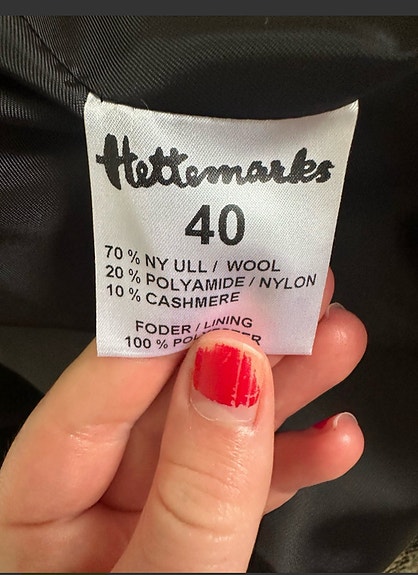 Hettemarks
40
70 % NY ULL / WOOL
20 % POLYAMIDE / NYLON
10 % CASHMERE
FODER / LINING
100 %